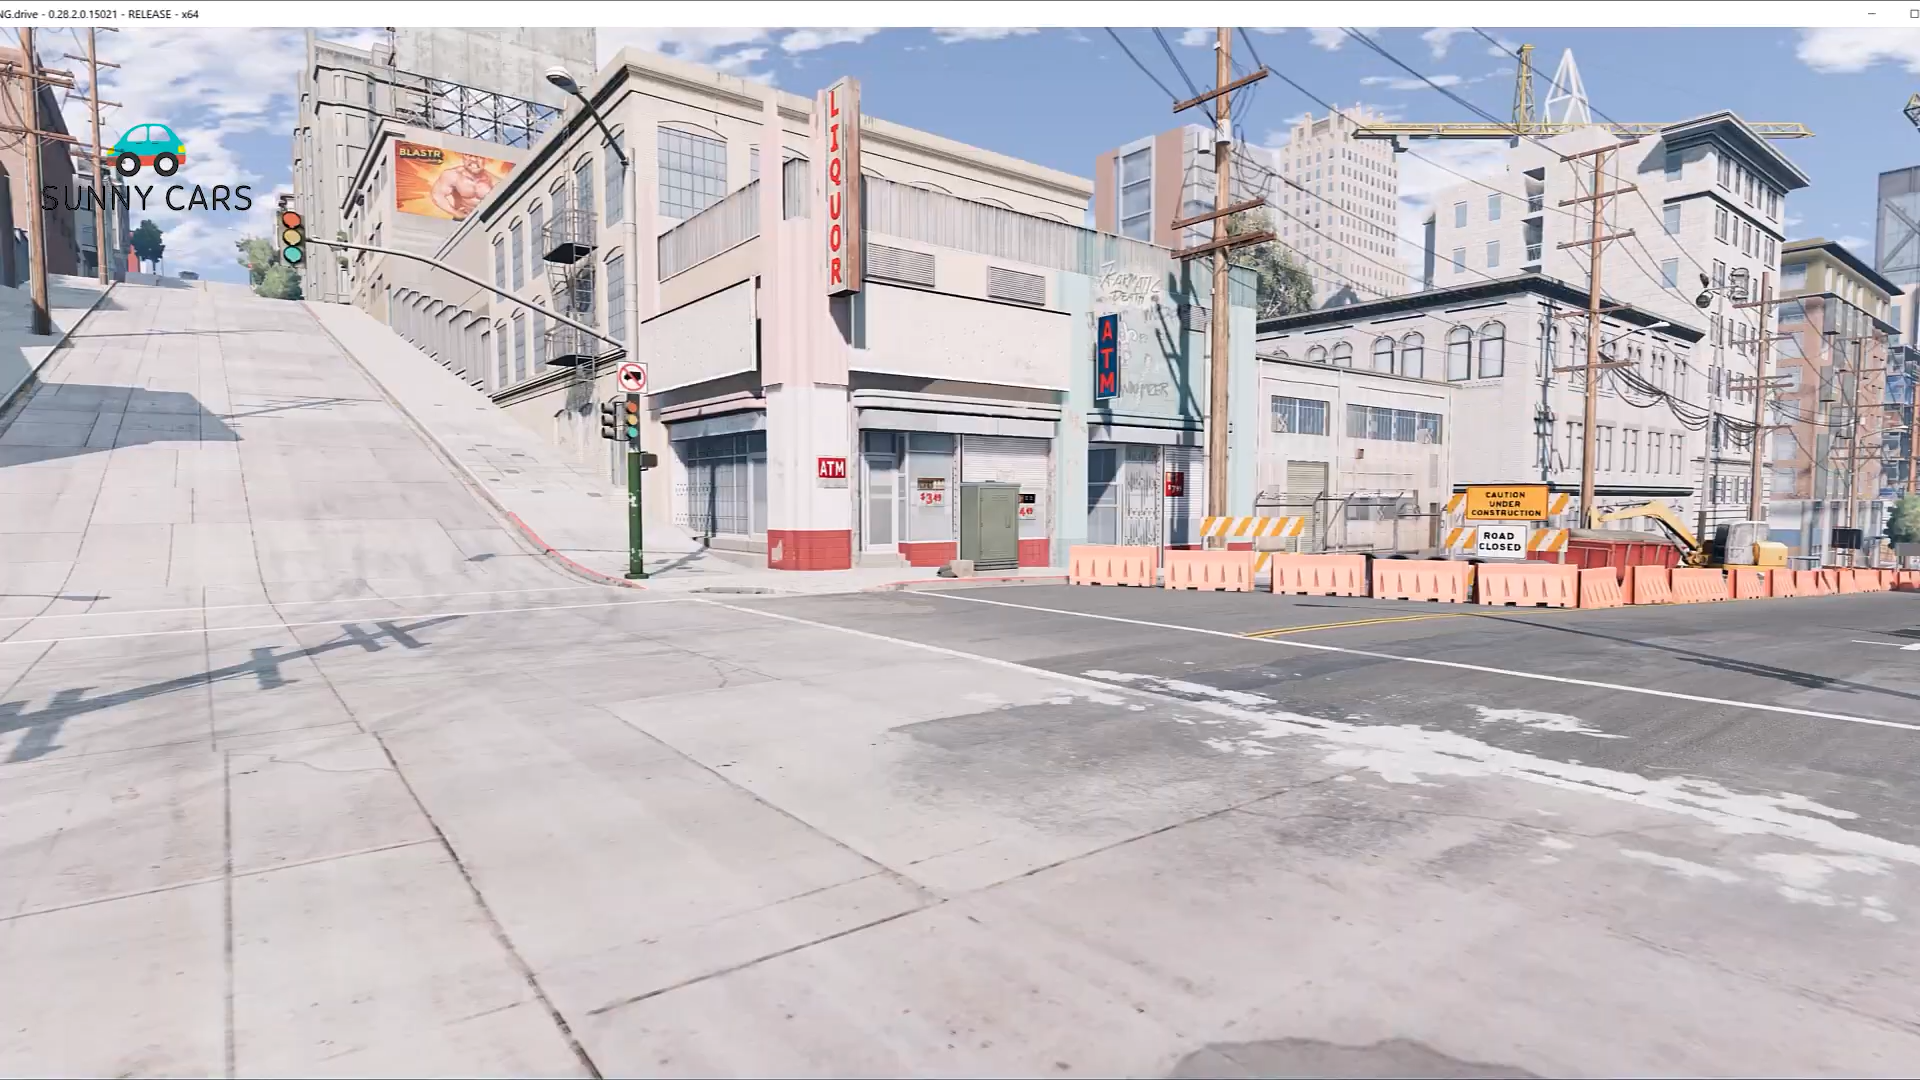 NG.drive - 0.28.2.0.15021 - RELEASE - x64
SUNNY CARS
BLASTR
LIQUOR
ATM
ATM
DEATH
$3.49
CAUTION
UNDER
CONSTRUCTION
ROAD
CLOSED